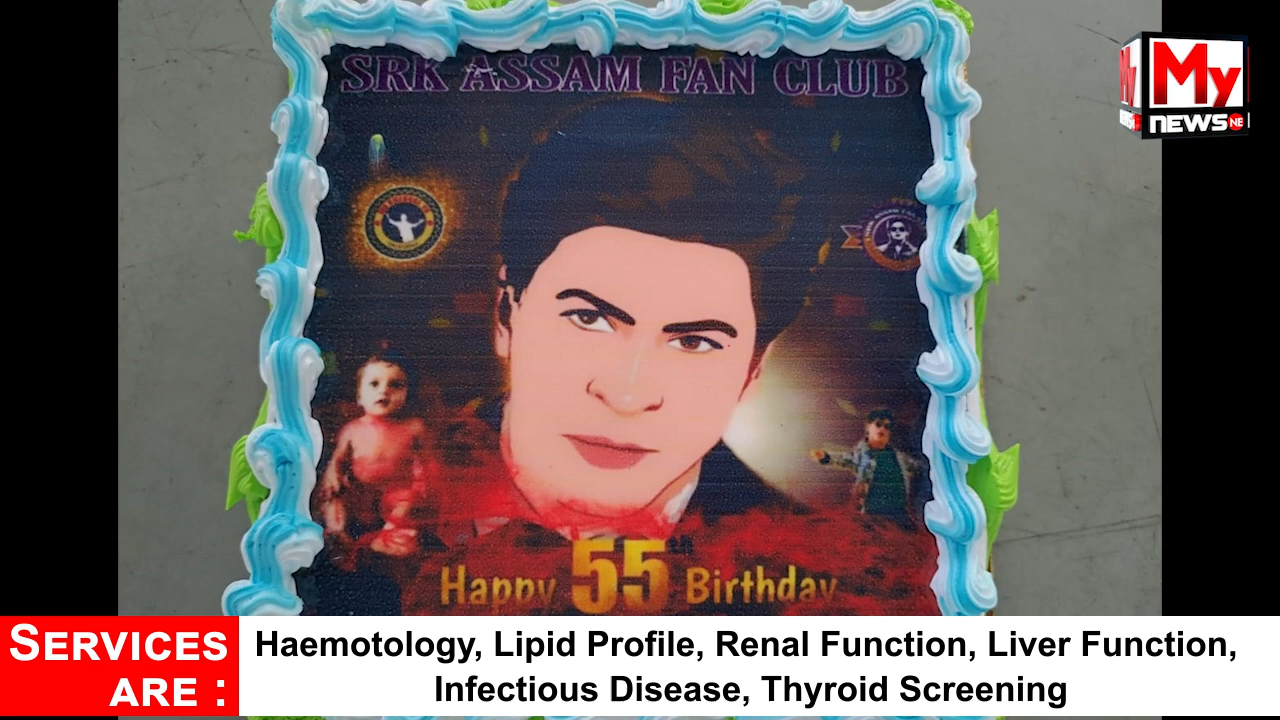 SRK ASSAM FAN CLUB
My
NEWS NE
Happy 55 Birthday
SERVICES
ARE :
Haemotology, Lipid Profile, Renal Function, Liver Function,
Infectious Disease, Thyroid Screening